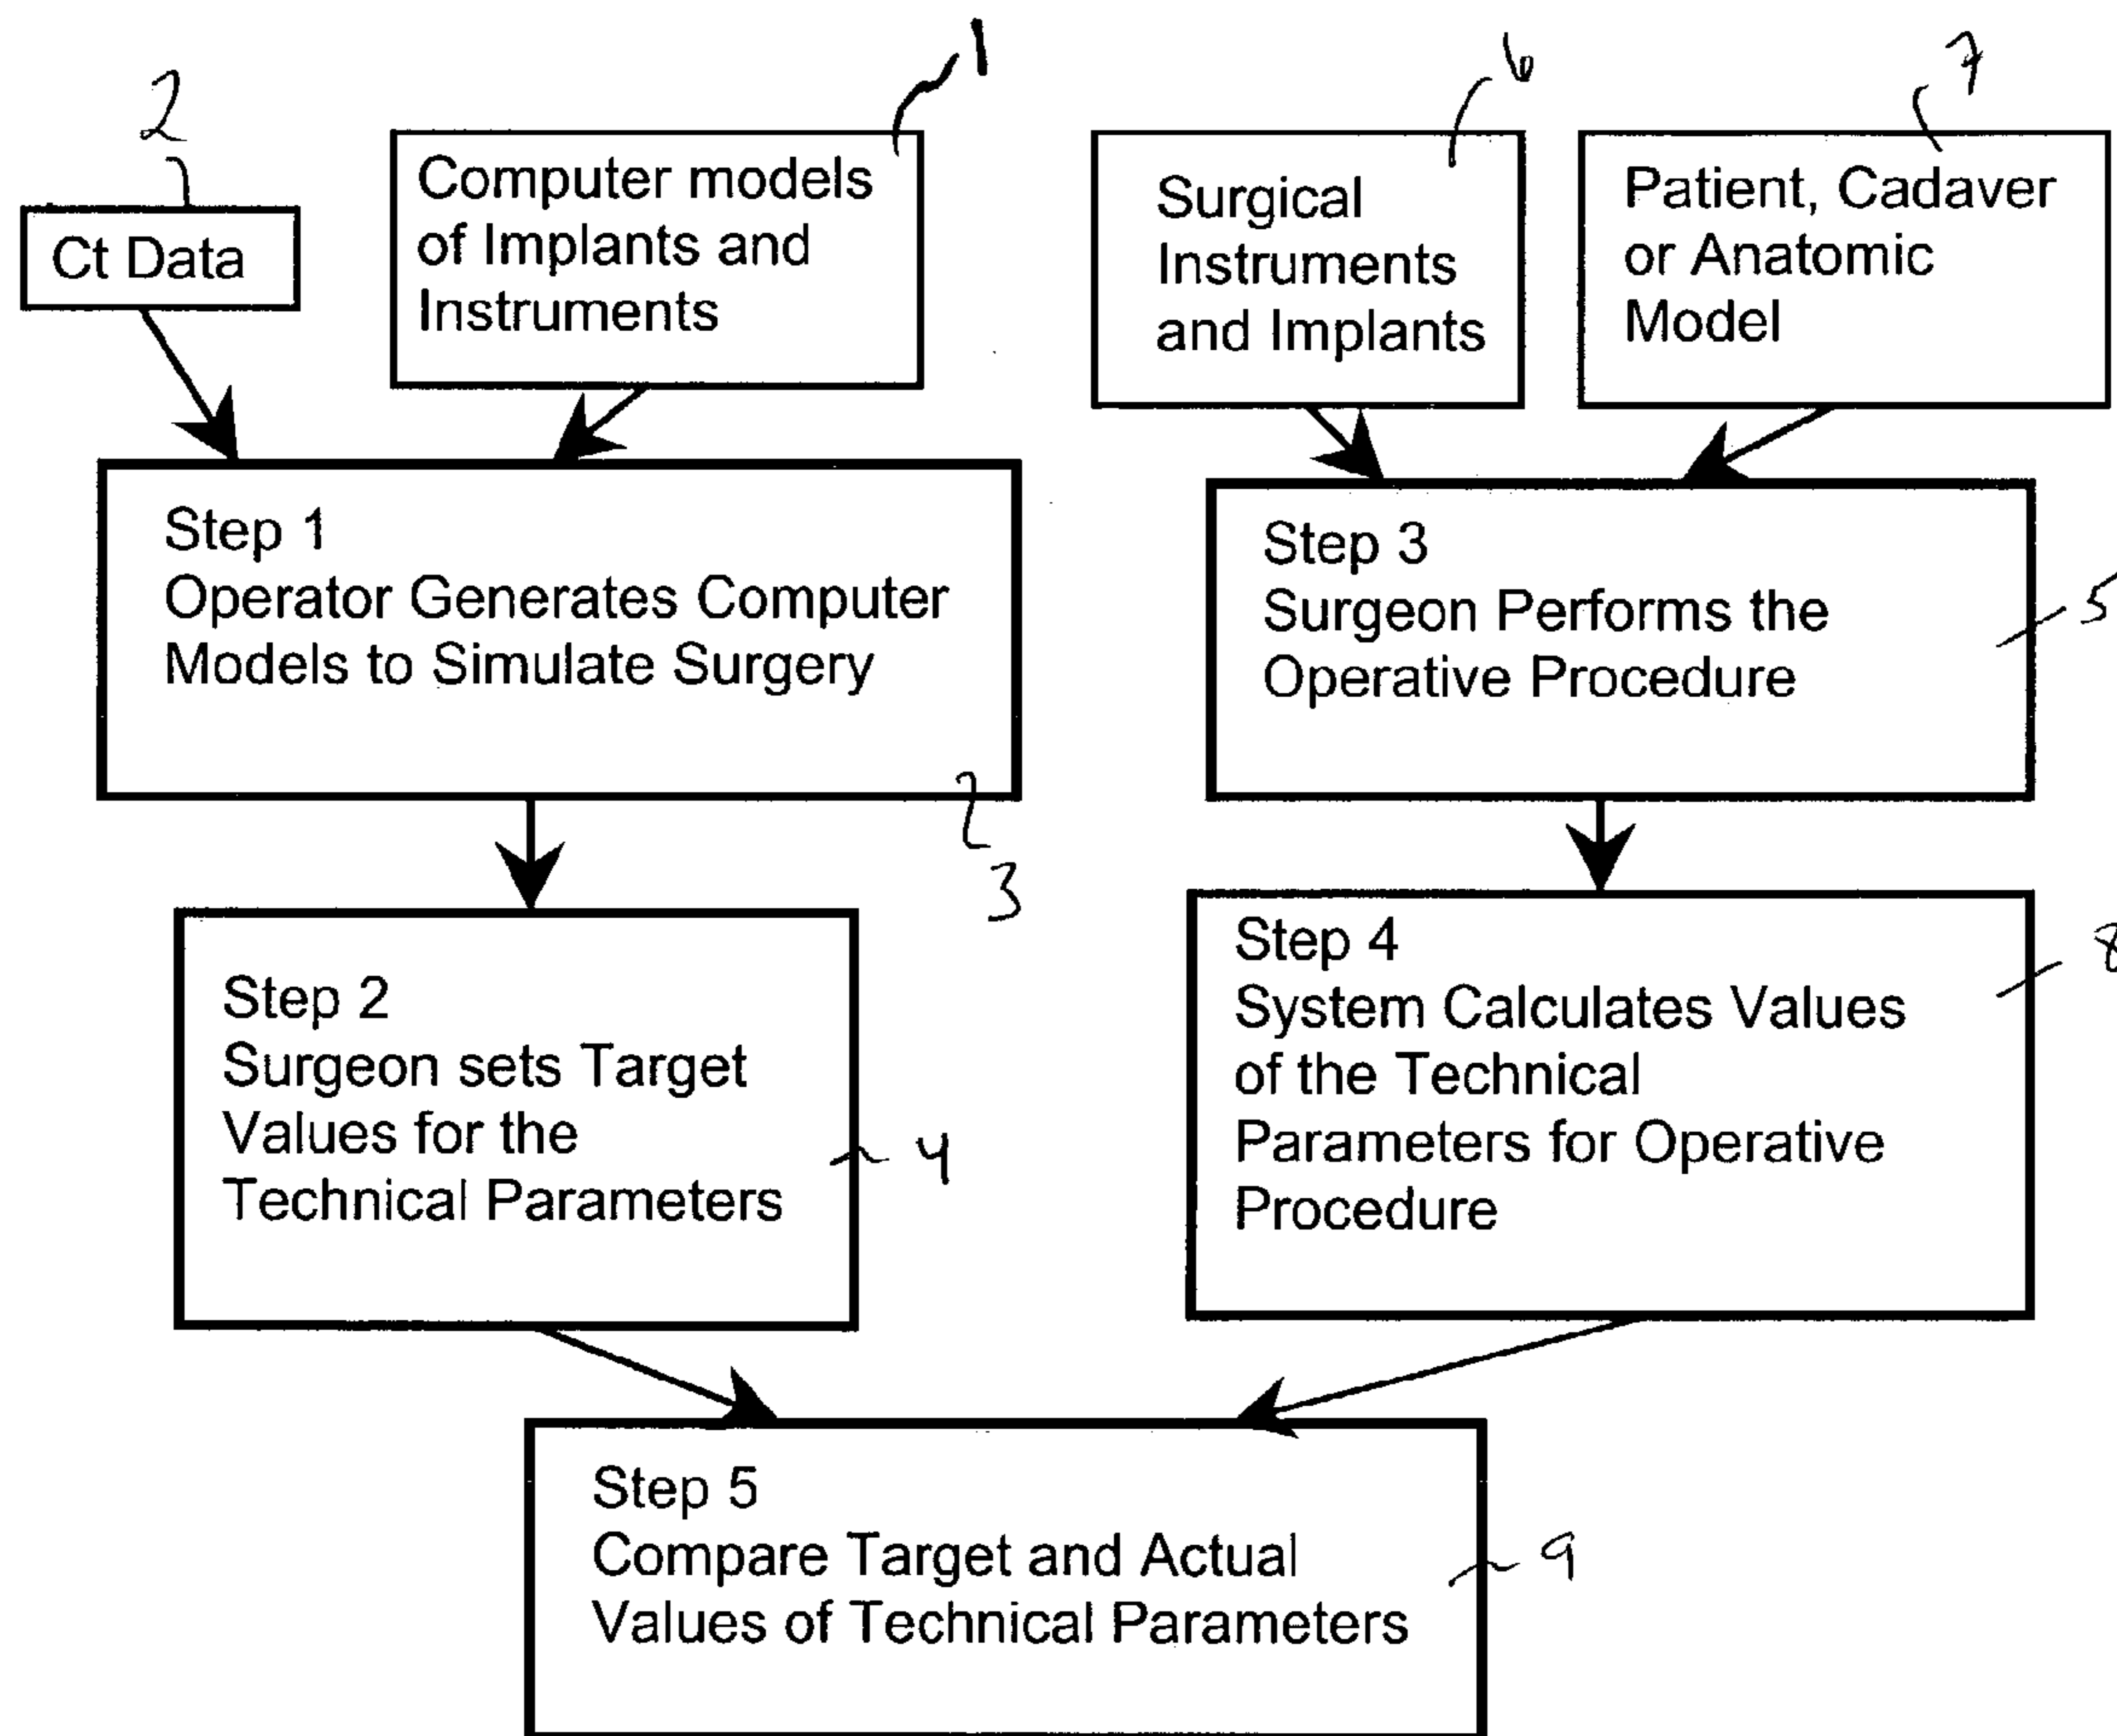 2
1
6
7
Ct Data
Computer models
of Implants and
Instruments
Surgical
Instruments
and Implants
Patient, Cadaver
or Anatomic
Model
Step 1
Operator Generates Computer
Models to Simulate Surgery
3
Step 3
Surgeon Performs the
Operative Procedure
5
Step 2
Surgeon sets Target
Values for the
Technical Parameters
4
Step 4
System Calculates Values
of the Technical
Parameters for Operative
Procedure
8
Step 5
Compare Target and Actual
Values of Technical Parameters
9